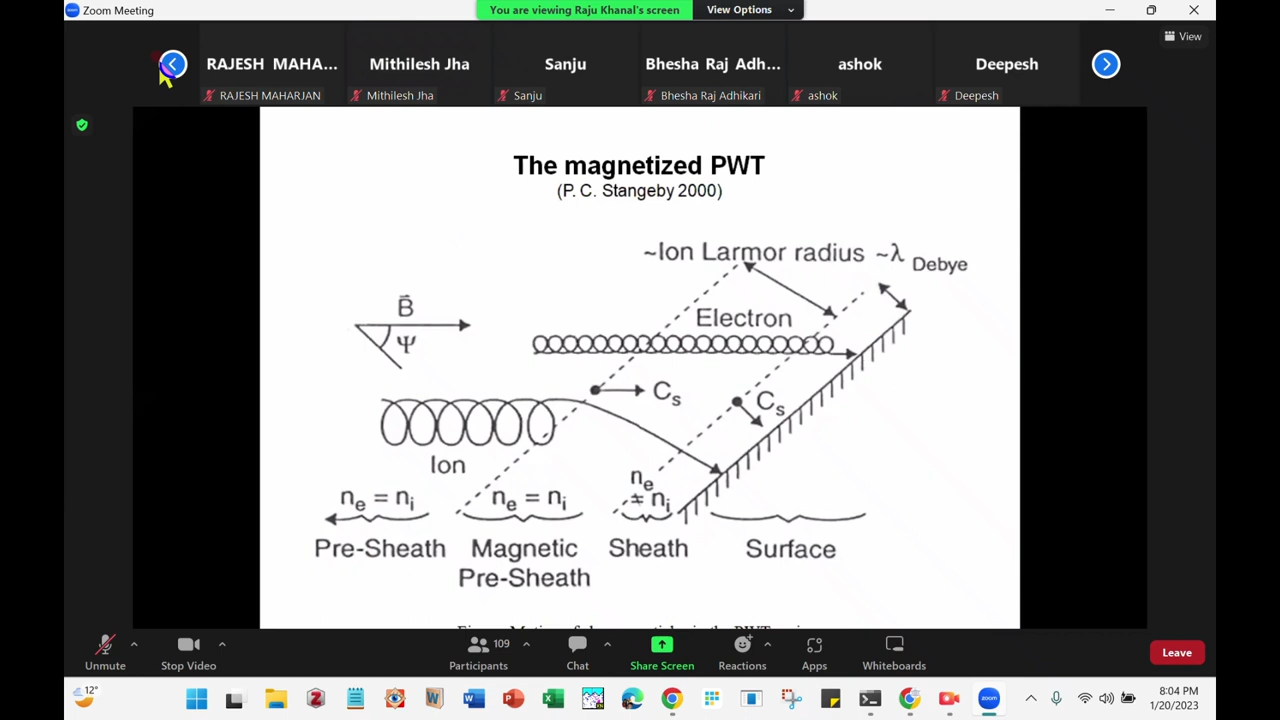 Zoom Meeting
You are viewing Raju Khanal's screen
View Options
View
RAJESH MAHA...
Mithilesh Jha
Sanju
Bhesha Raj Adh...
ashok
Deepesh
RAJESH MAHARJAN
Mithilesh Jha
Sanju
Bhesha Raj Adhikari
ashok
Deepesh
The magnetized PWT
(P. C. Stangeby 2000)
~Ion Larmor radius ~λ Debye
B⃗
Ψ
Electron
Cs
Cs
Ion
ne = ni
ne = ni
ne ≠ ni
Pre-Sheath
Magnetic
Pre-Sheath
Sheath
Surface
Unmute
Stop Video
Participants
109
Chat
Share Screen
Reactions
Apps
Whiteboards
Leave
12°
8:04 PM
1/20/2023